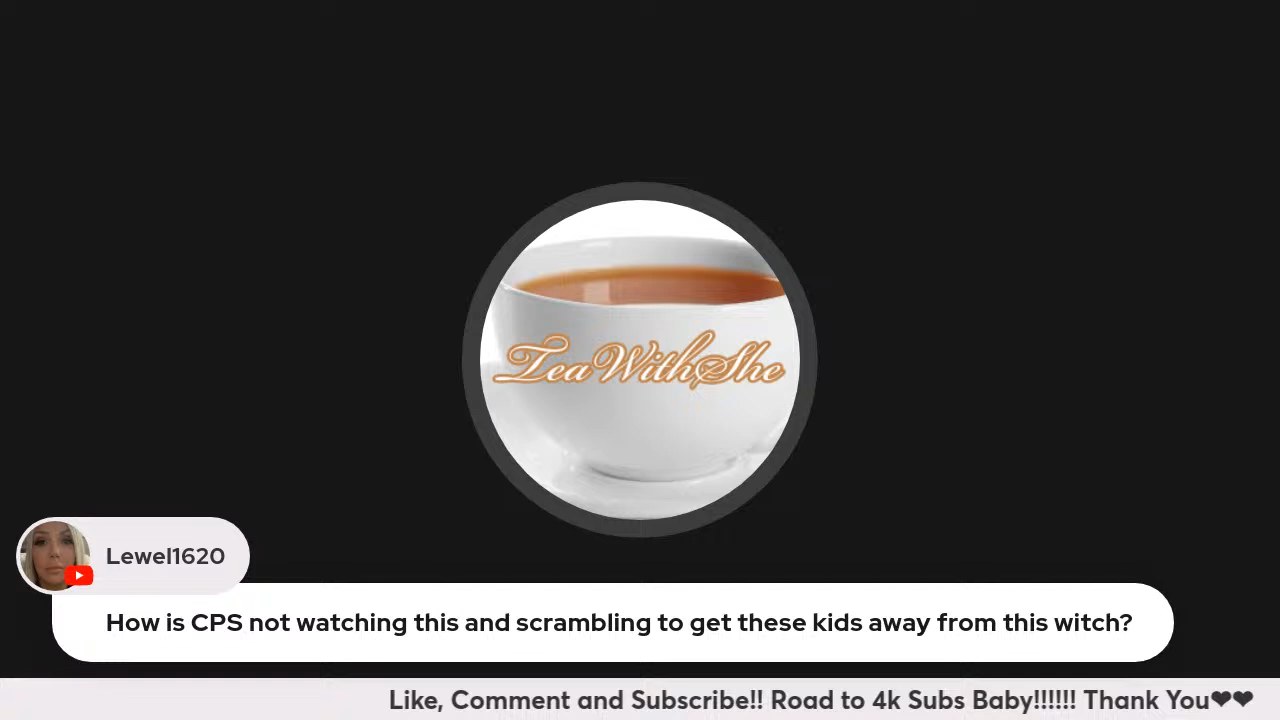 TeaWithShe
Lewel1620
How is CPS not watching this and scrambling to get these kids away from this witch?
Like, Comment and Subscribe!! Road to 4k Subs Baby!!!!!! Thank You❤❤